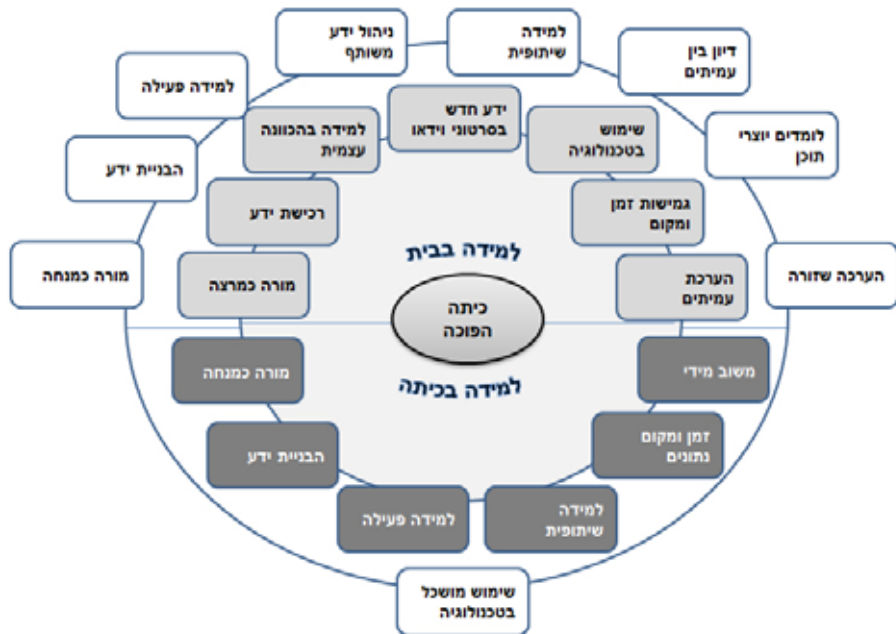 ניהול ידע
משותף
למידה
שיתופית
דיון בין
עמיתים
למידה פעילה
לומדים יוצרי
תוכן
הבניית ידע
מורה כמנחה
הערכה שזורה
ידע חדש
בסרטוני וידאו
שימוש
בטכנולוגיה
למידה בהכוונה
עצמית
גמישות זמן
ומקום
רכישת ידע
הערכת
עמיתים
מורה כמרצה
למידה בבית
כיתה
הפוכה
למידה בכיתה
משוב מידי
מורה כמנחה
זמן ומקום
נתונים
הבניית ידע
למידה
שיתופית
למידה פעילה
שימוש מושכל
בטכנולוגיה